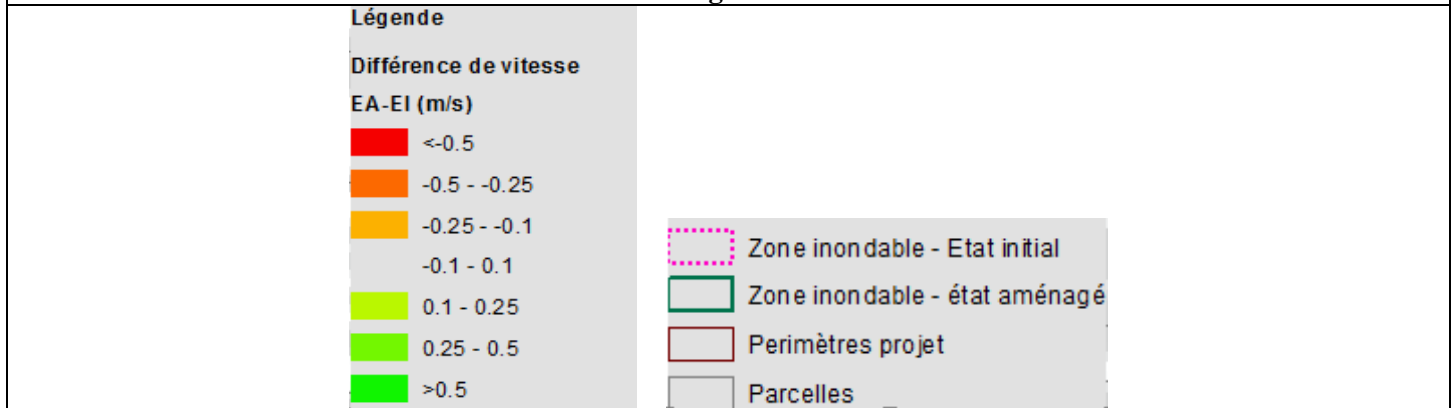 Légende
Différence de vitesse
EA-EI (m/s)
<-0.5
-0.5 - -0.25
-0.25 - -0.1
-0.1 - 0.1
0.1 - 0.25
0.25 - 0.5
>0.5
Zone inondable - Etat initial
Zone inondable - état aménagé
Perimètres projet
Parcelles